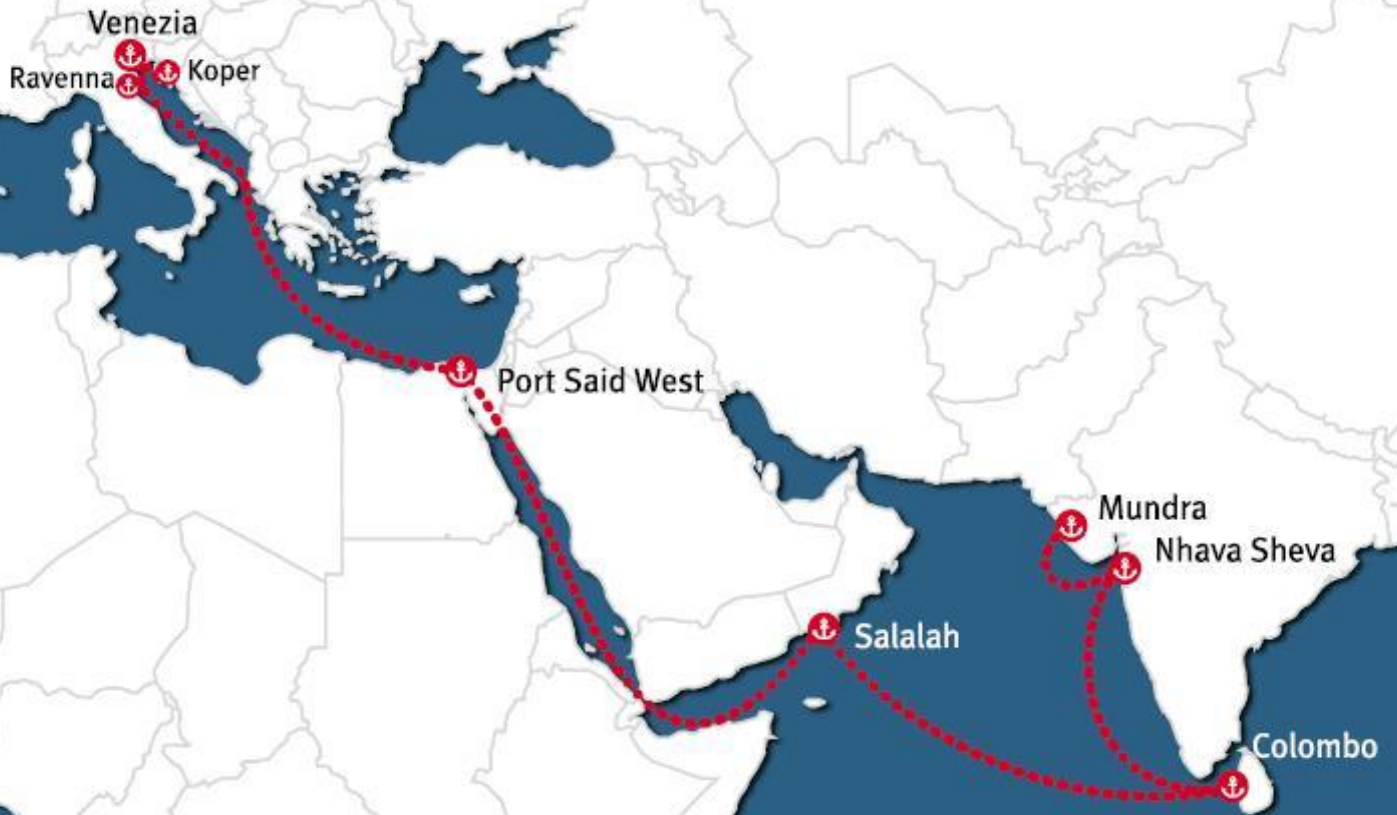 Venezia
Ravenna
Koper
Port Said West
Mundra
Nhava Sheva
Salalah
Colombo